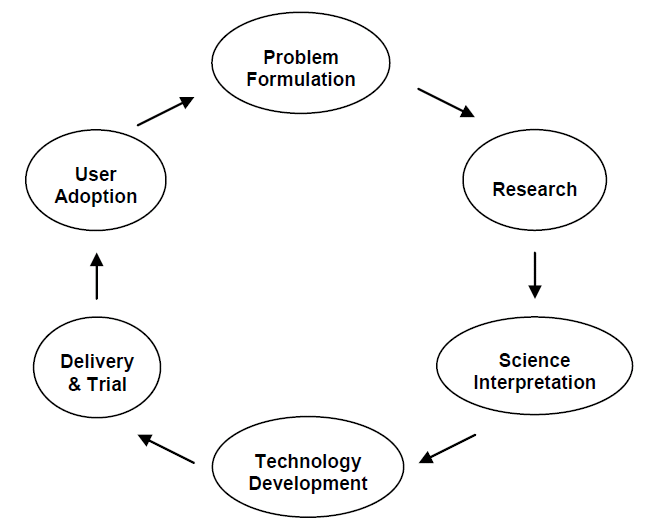 Problem
Formulation
Research
Science
Interpretation
Technology
Development
Delivery
& Trial
User
Adoption